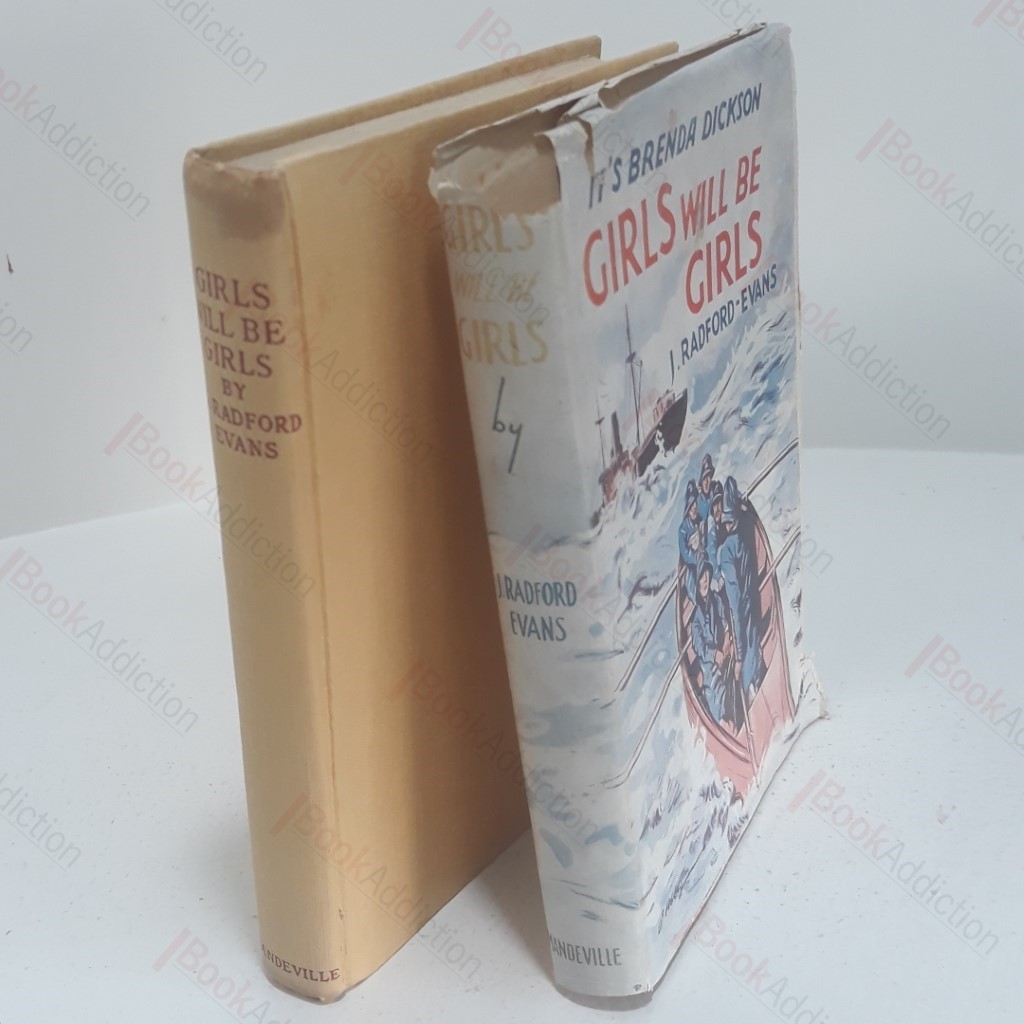 GIRLS
WILL BE
GIRLS
BY
RADFORD
EVANS
ANDEVILLE
GIRLS
WILL BE
GIRLS
by
J. RADFORD
EVANS
MANDEVILLE
IT'S BRENDA DICKSON
GIRLS WILL BE
GIRLS
J. RADFORD-EVANS
BookAddiction